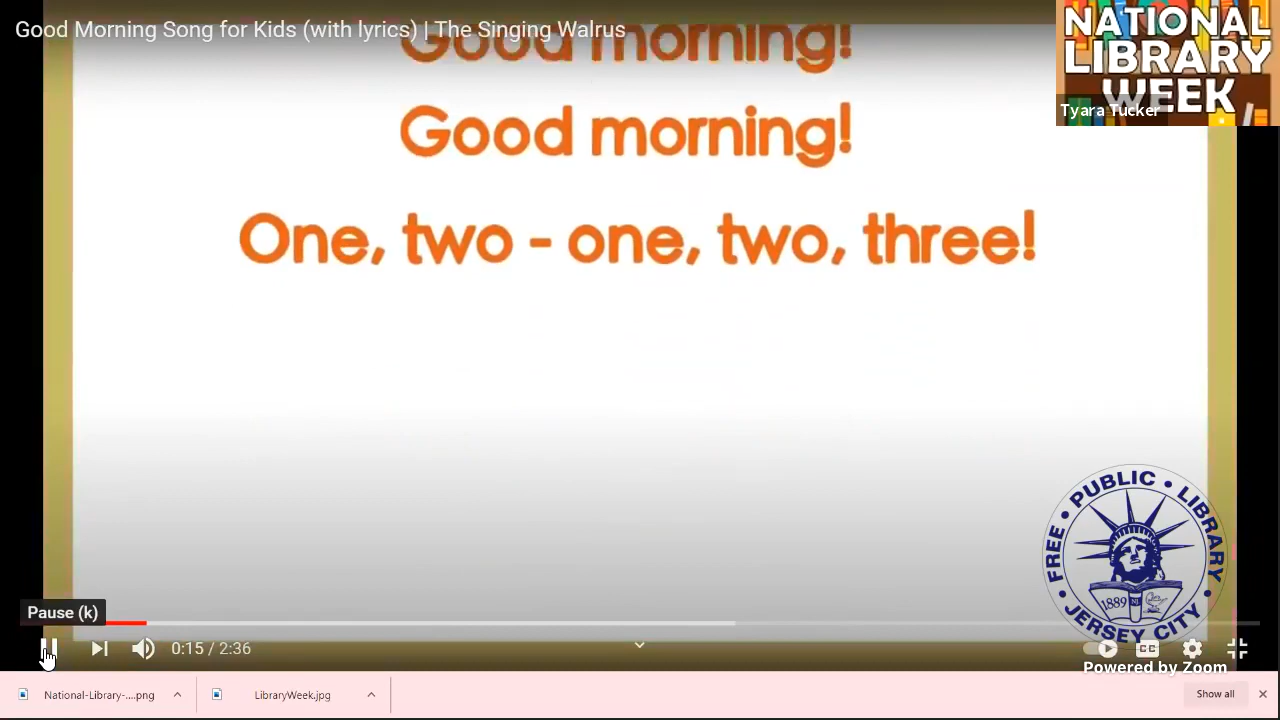 Good Morning Song for Kids (with lyrics) | The Singing Walrus
NATIONAL
LIBRARY
WEEK
Tyara Tucker
Good morning!
Good morning!
One, two - one, two, three!
FREE • PUBLIC • LIBRARY • JERSEY CITY •
1889
Pause (k)
0:15 / 2:36
CC
Powered by Zoom
National-Library-....png
LibraryWeek.jpg
Show all